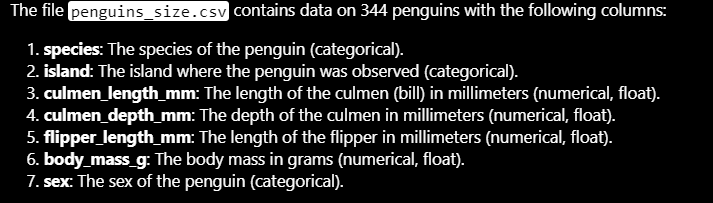 The file penguins_size.csv contains data on 344 penguins with the following columns:
1. species: The species of the penguin (categorical).
2. island: The island where the penguin was observed (categorical).
3. culmen_length_mm: The length of the culmen (bill) in millimeters (numerical, float).
4. culmen_depth_mm: The depth of the culmen in millimeters (numerical, float).
5. flipper_length_mm: The length of the flipper in millimeters (numerical, float).
6. body_mass_g: The body mass in grams (numerical, float).
7. sex: The sex of the penguin (categorical).